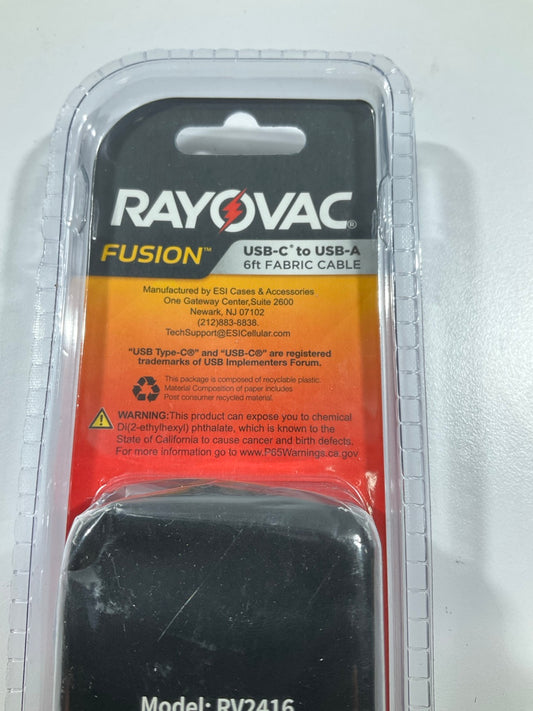 RAYOVAC®
FUSION™
USB-C® to USB-A
6ft FABRIC CABLE
Manufactured by ESI Cases & Accessories
One Gateway Center,Suite 2600
Newark, NJ 07102
(212)883-8838.
TechSupport@ESICellular.com
"USB Type-C®" and "USB-C®" are registered
trademarks of USB Implementers Forum.
This package is composed of recyclable plastic.
Material Composition of paper includes
Post consumer recycled material.
WARNING:This product can expose you to chemical
Di(2-ethylhexyl) phthalate, which is known to the
State of California to cause cancer and birth defects.
For more information go to www.P65Warnings.ca.gov
Model: RV2416